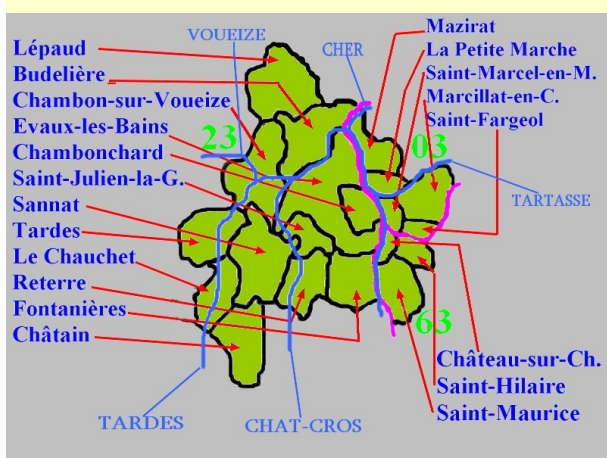 VOUEIZE
CHER
Lépaud
Budelière
Chambon-sur-Voueize
Evaux-les-Bains
Chambonchard
Saint-Julien-la-G.
Sannat
Tardes
Le Chauchet
Reterre
Fontanières
Châtain
23
03
63
Mazirat
La Petite Marche
Saint-Marcel-en-M.
Marcillat-en-C.
Saint-Fargeol
TARTASSE
Château-sur-Ch.
Saint-Hilaire
Saint-Maurice
TARDES
CHAT-CROS